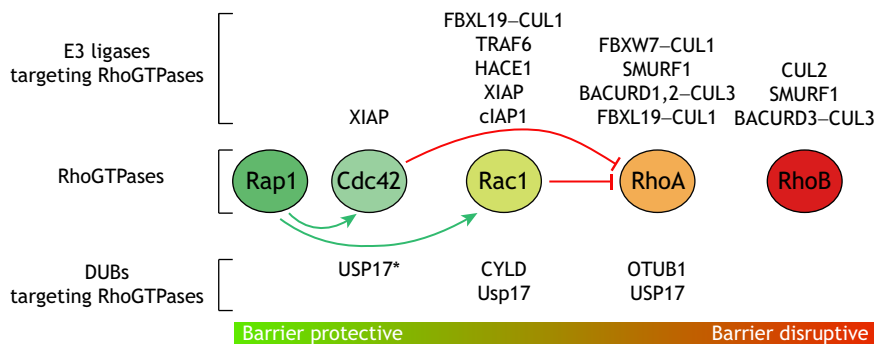 E3 ligases
targeting RhoGTPases
XIAP
FBXL19–CUL1
TRAF6
HACE1
XIAP
cIAP1
FBXW7–CUL1
SMURF1
BACURD1,2–CUL3
FBXL19–CUL1
CUL2
SMURF1
BACURD3–CUL3
RhoGTPases
Rap1
Cdc42
Rac1
RhoA
RhoB
DUBs
targeting RhoGTPases
USP17*
CYLD
Usp17
OTUB1
USP17
Barrier protective
Barrier disruptive